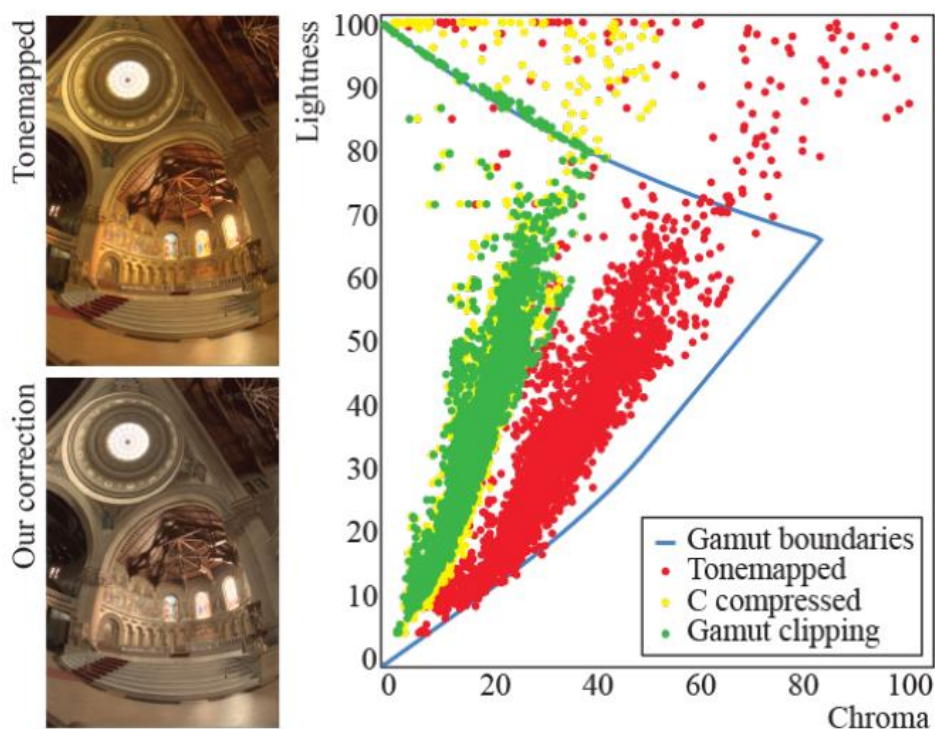 Tonemapped
Our correction
Lightness
100
90
80
70
60
50
40
30
20
10
0
0 20 40 60 80 100
Chroma
Gamut boundaries
Tonemapped
C compressed
Gamut clipping